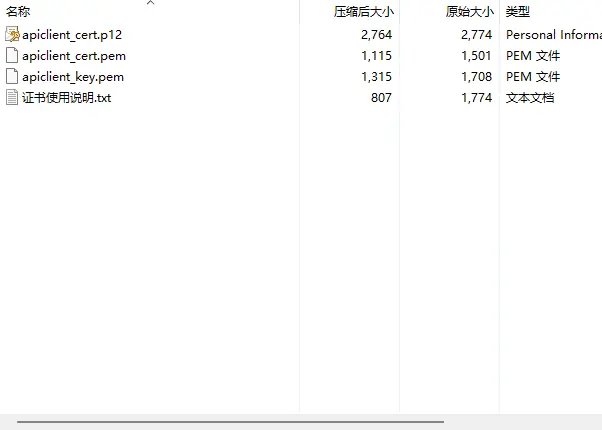 名称 压缩后大小 原始大小 类型
apiclient_cert.p12 2,764 2,774 Personal Informa
apiclient_cert.pem 1,115 1,501 PEM 文件
apiclient_key.pem 1,315 1,708 PEM 文件
证书使用说明.txt 807 1,774 文本文档